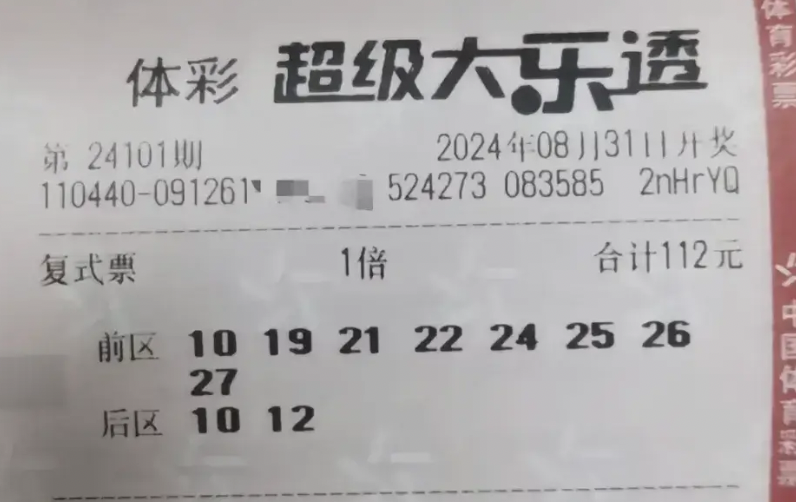 体彩 超级大乐透
第 24101期 2024年08月31日开奖
110440-091261 524273 083585 2nHrYQ
复式票 1倍 合计112元
前区 10 19 21 22 24 25 26
27
后区 10 12
体育彩票
中国体育彩票